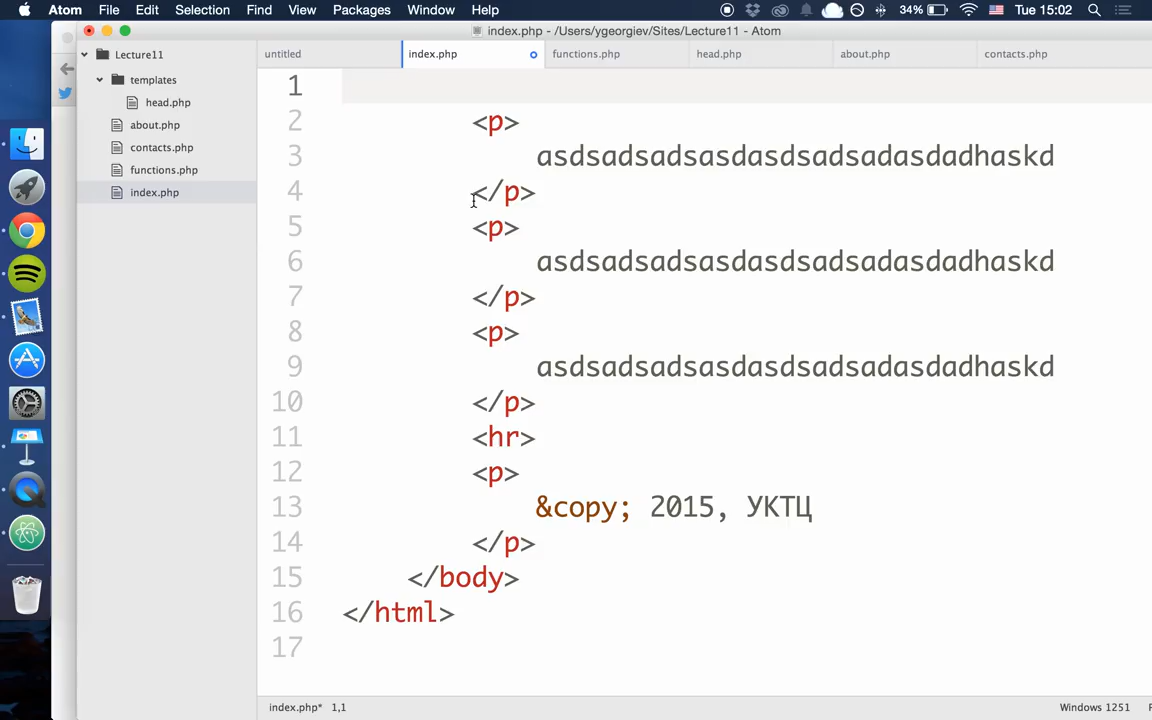 Atom File Edit Selection Find View Packages Window Help 34% Tue 15:02
index.php - /Users/ygeorgiev/Sites/Lecture11 - Atom
Lecture11
templates
head.php
about.php
contacts.php
functions.php
index.php
untitled index.php functions.php head.php about.php contacts.php
1
2 <p>
3 asdsadsadsasdasdsadsadasdadhaskd
4 </p>
5 <p>
6 asdsadsadsasdasdsadsadasdadhaskd
7 </p>
8 <p>
9 asdsadsadsasdasdsadsadasdadhaskd
10 </p>
11 <hr>
12 <p>
13 &copy; 2015, УКТЦ
14 </p>
15 </body>
16 </html>
17
index.php* 1,1 Windows 1251